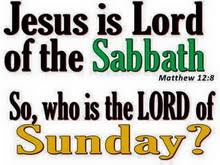 Jesus is Lord
of the Sabbath
Matthew 12:8
So, who is the LORD of
Sunday?